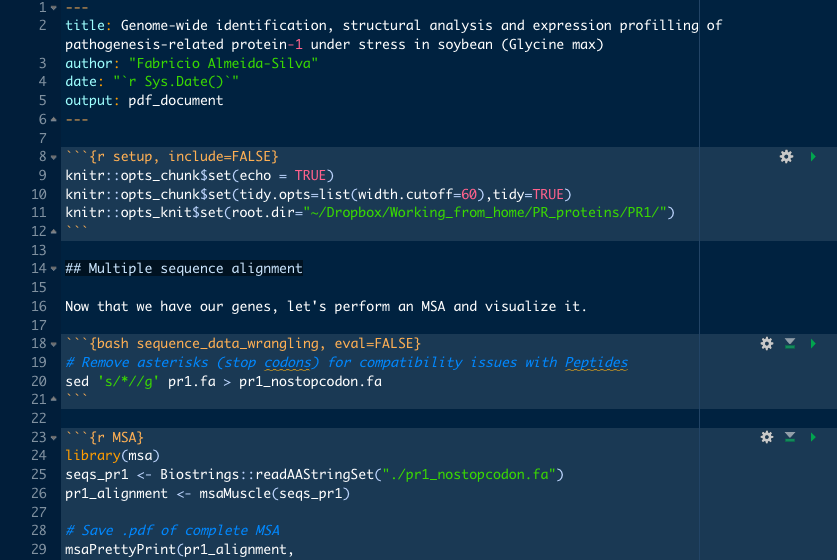 1 ---
2 title: Genome-wide identification, structural analysis and expression profilling of
pathogenesis-related protein-1 under stress in soybean (Glycine max)
3 author: "Fabricio Almeida-Silva"
4 date: "`r Sys.Date()`"
5 output: pdf_document
6 ---
7
8 ```{r setup, include=FALSE}
9 knitr::opts_chunk$set(echo = TRUE)
10 knitr::opts_chunk$set(tidy.opts=list(width.cutoff=60),tidy=TRUE)
11 knitr::opts_knit$set(root.dir="~/Dropbox/Working_from_home/PR_proteins/PR1/")
12 ```
13
14 ## Multiple sequence alignment
15
16 Now that we have our genes, let's perform an MSA and visualize it.
17
18 ```{bash sequence_data_wrangling, eval=FALSE}
19 # Remove asterisks (stop codons) for compatibility issues with Peptides
20 sed 's/*//g' pr1.fa > pr1_nostopcodon.fa
21 ```
22
23 ```{r MSA}
24 library(msa)
25 seqs_pr1 <- Biostrings::readAAStringSet("./pr1_nostopcodon.fa")
26 pr1_alignment <- msaMuscle(seqs_pr1)
27
28 # Save .pdf of complete MSA
29 msaPrettyPrint(pr1_alignment,